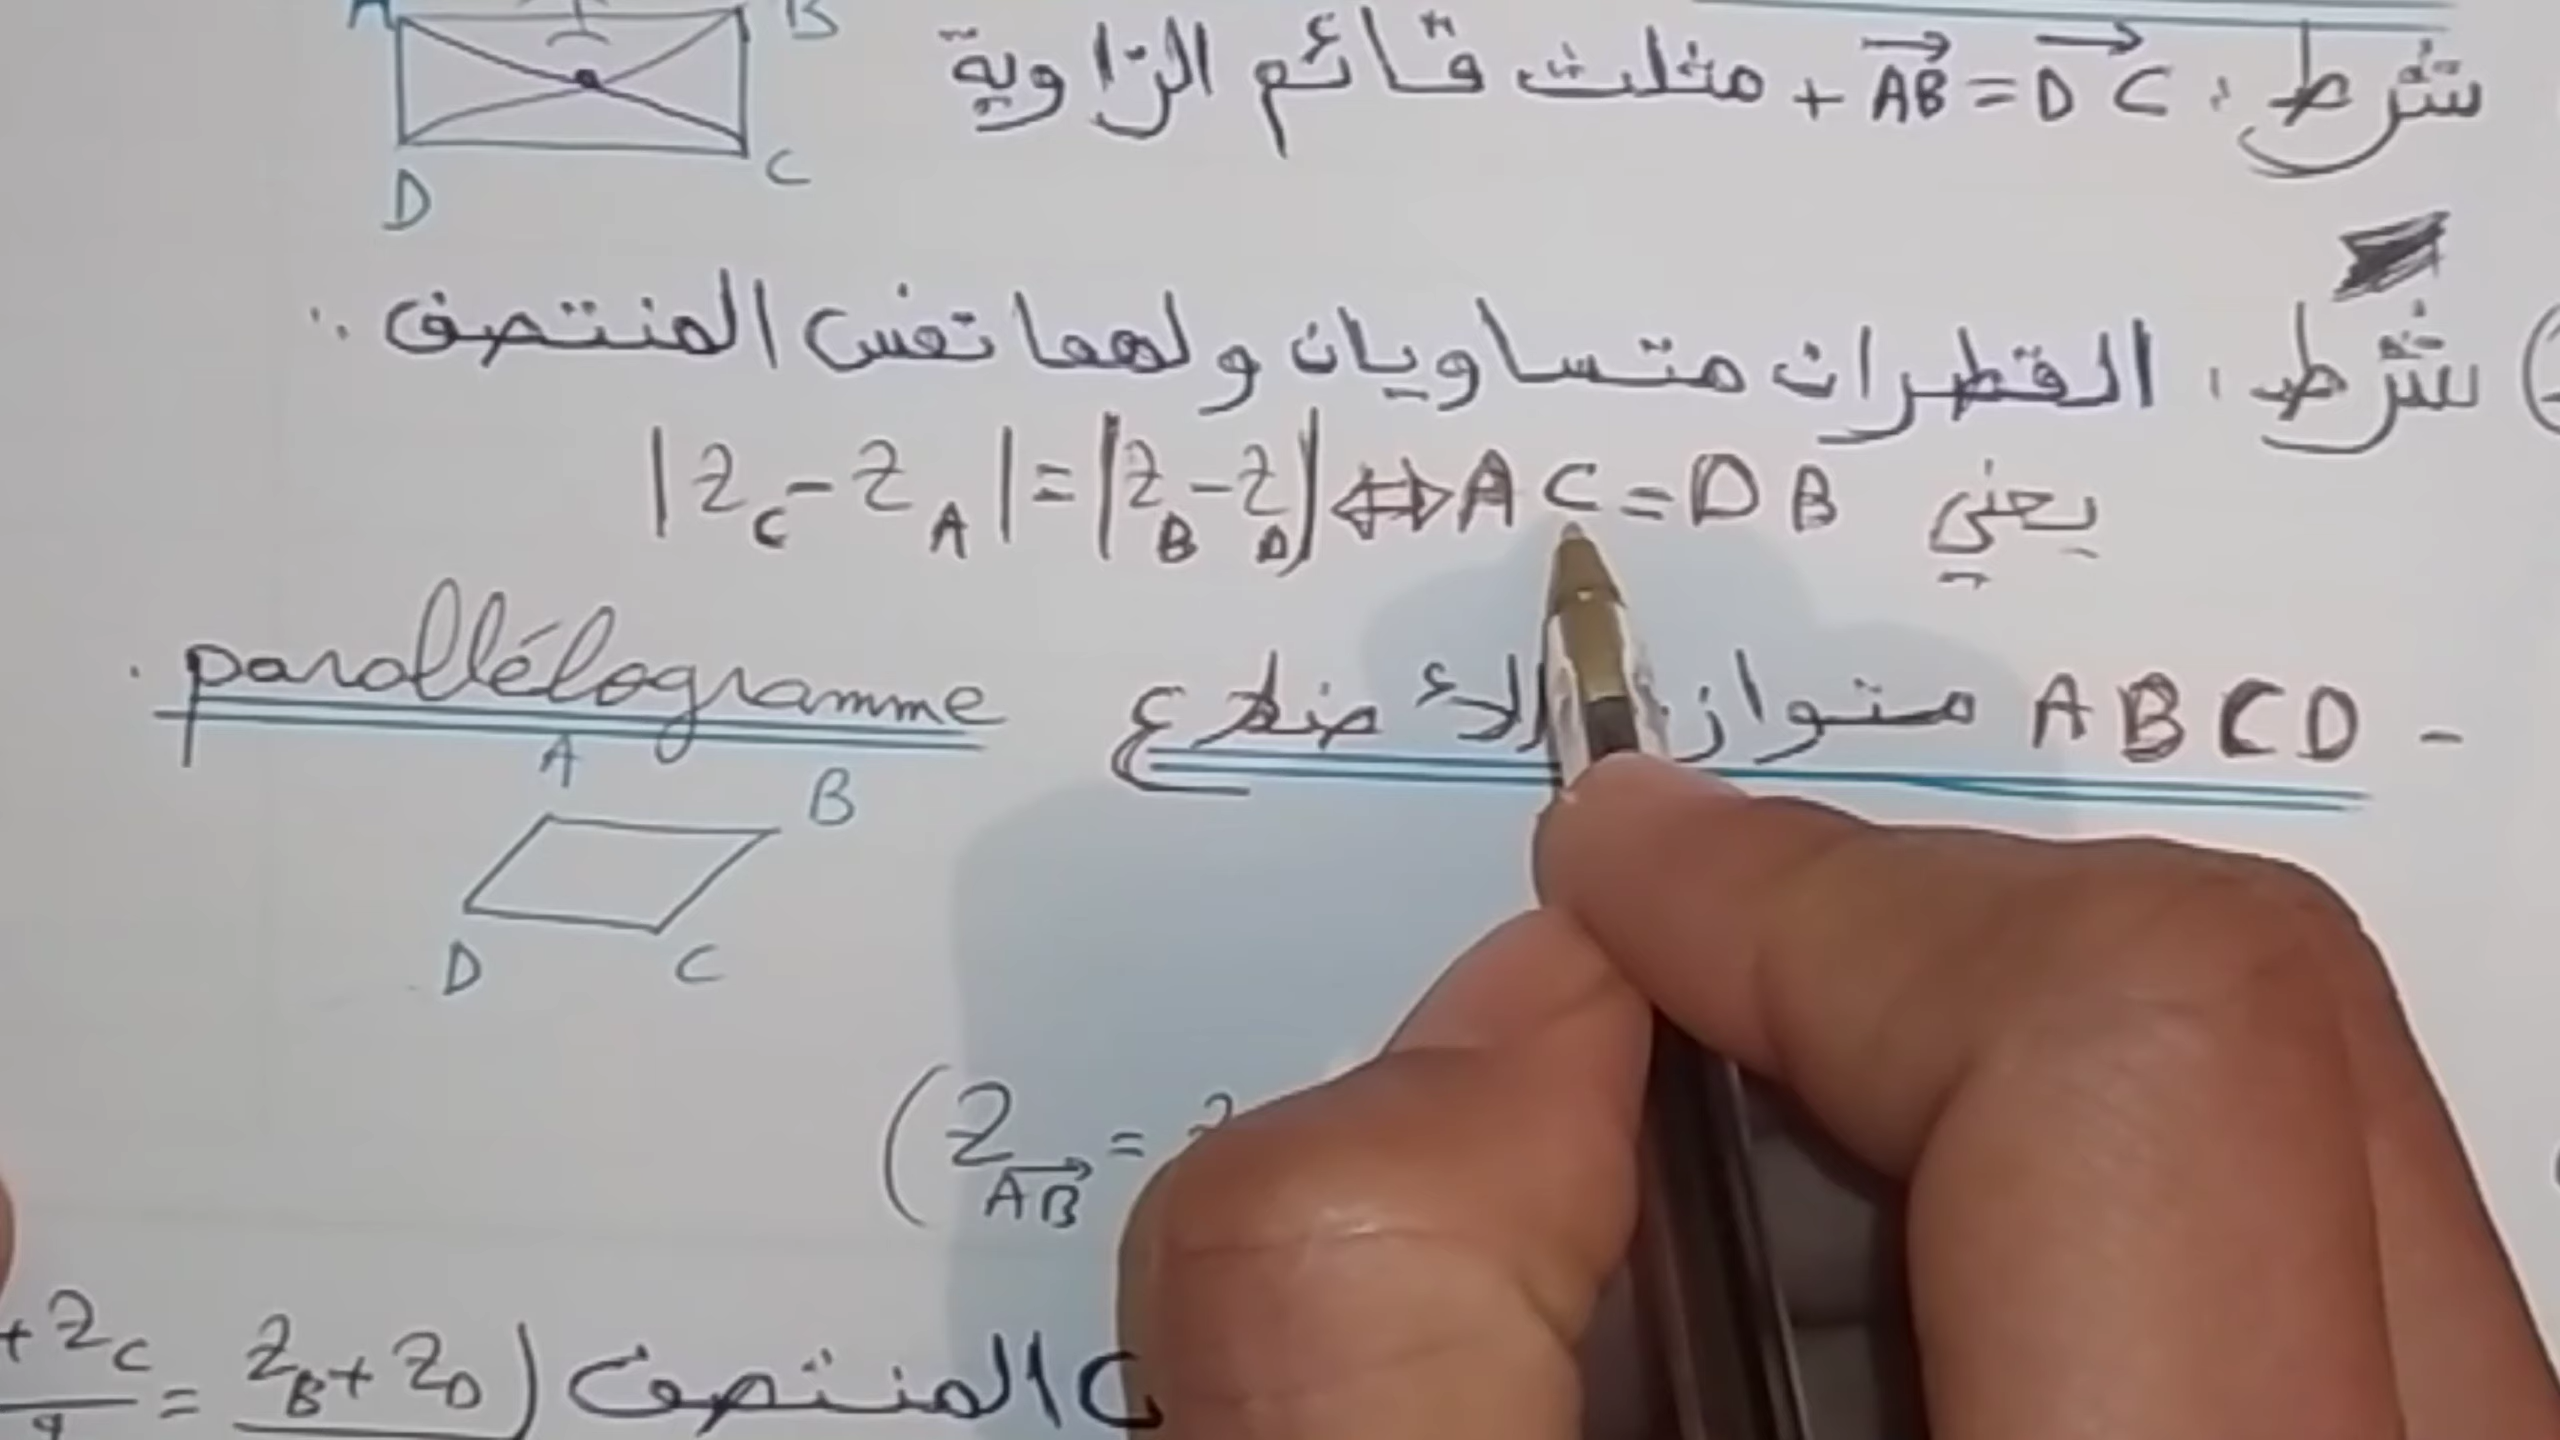 A B
شرط: AB = DC + مثلث قائم الزاوية
D C
شرط: القطران متساويان ولهما نفس المنتصف
يعني AC = DB ⇔ |Z_C - Z_A| = |Z_B - Z_D|
- ABCD متوازي الأضلاع parallélogramme
A B
D C
(Z_AB =
المنتصف (Z_B + Z_D = + Z_C